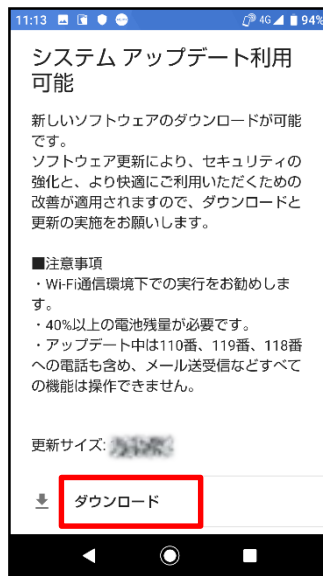 11:13 4G 94%
システム アップデート利用
可能
新しいソフトウェアのダウンロードが可能
です。
ソフトウェア更新により、セキュリティの
強化と、より快適にご利用いただくための
改善が適用されますので、ダウンロードと
更新の実施をお願いします。
■注意事項
・Wi-Fi通信環境下での実行をお勧めしま
す。
・40%以上の電池残量が必要です。
・アップデート中は110番、119番、118番
への電話も含め、メール送受信などすべて
の機能は操作できません。
更新サイズ:
ダウンロード